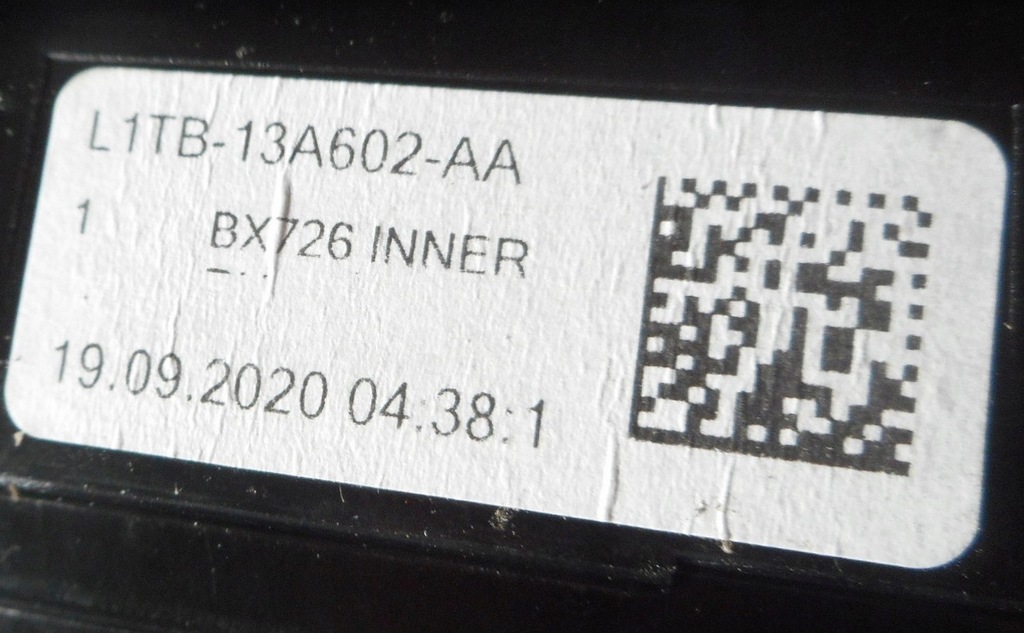 L1TB-13A602-AA
1 BX726 INNER
19.09.2020 04:38:1